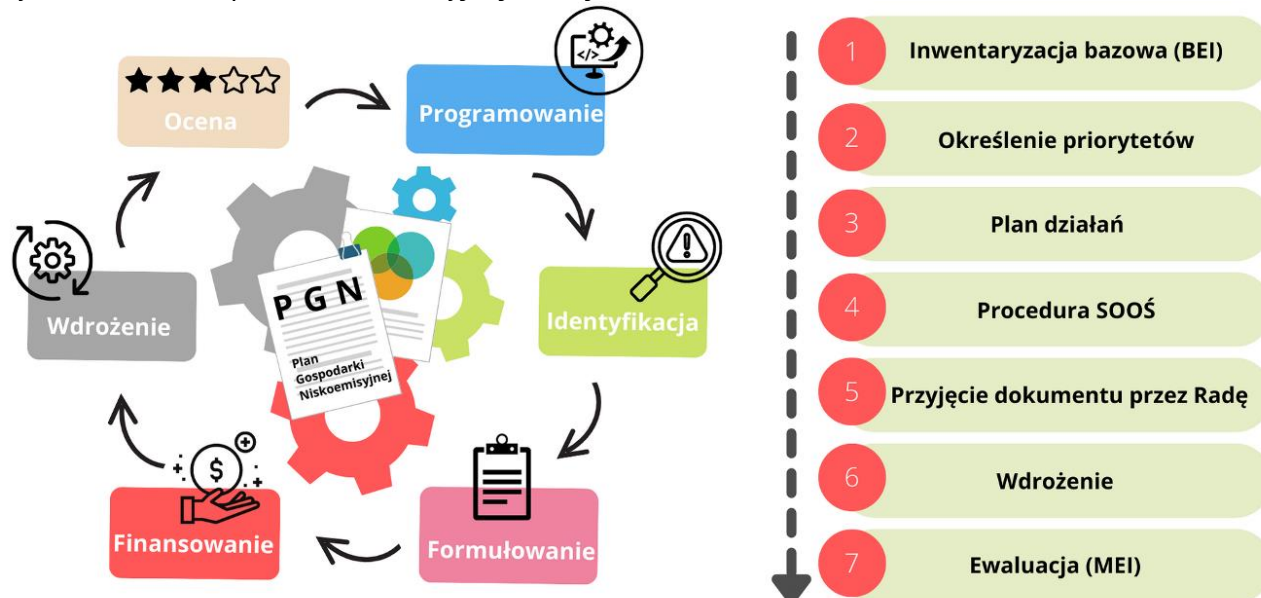 Ocena
Programowanie
Identyfikacja
Formułowanie
Finansowanie
Wdrożenie
P G N
Plan
Gospodarki
Niskoemisyjnej
1 Inwentaryzacja bazowa (BEI)
2 Określenie priorytetów
3 Plan działań
4 Procedura SOOŚ
5 Przyjęcie dokumentu przez Radę
6 Wdrożenie
7 Ewaluacja (MEI)